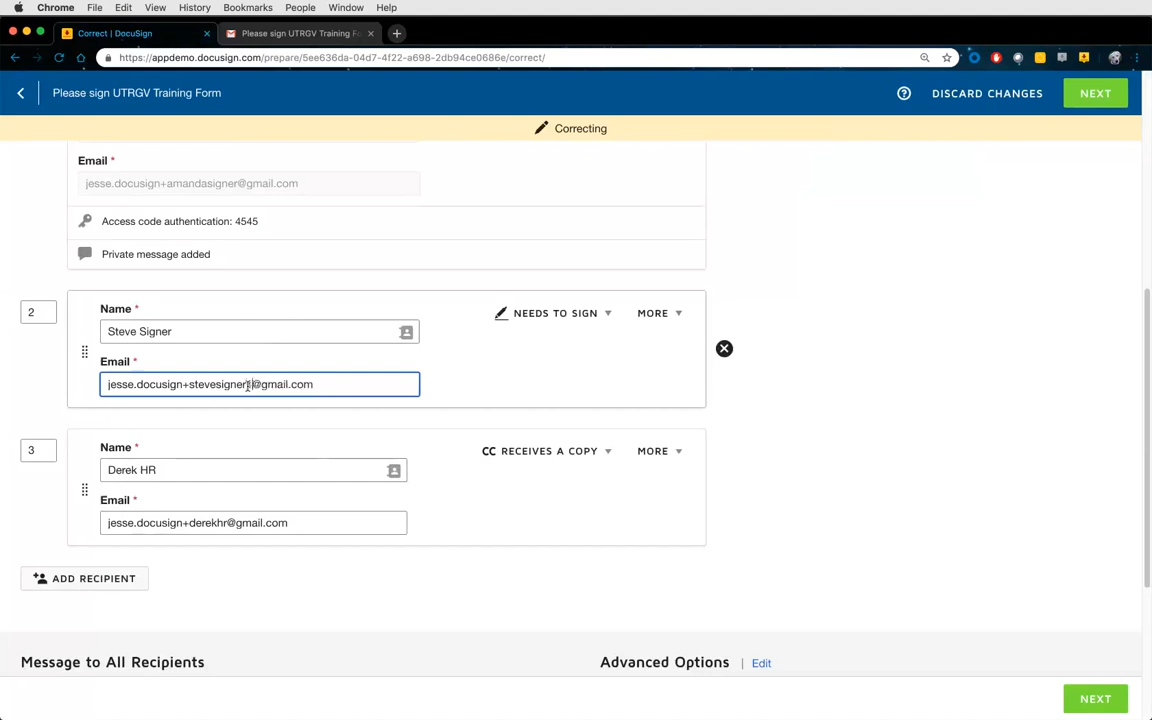 Chrome File Edit View History Bookmarks People Window Help
Correct | DocuSign
Please sign UTRGV Training Fo
https://appdemo.docusign.com/prepare/5ee636da-04d7-4f22-a698-2db94ce0686e/correct/
Please sign UTRGV Training Form
DISCARD CHANGES
NEXT
Correcting
Email *
jesse.docusign+amandasigner@gmail.com
Access code authentication: 4545
Private message added
2
Name *
NEEDS TO SIGN
MORE
Steve Signer
Email *
jesse.docusign+stevesigner@gmail.com
3
Name *
CC RECEIVES A COPY
MORE
Derek HR
Email *
jesse.docusign+derekhr@gmail.com
ADD RECIPIENT
Message to All Recipients
Advanced Options | Edit
NEXT